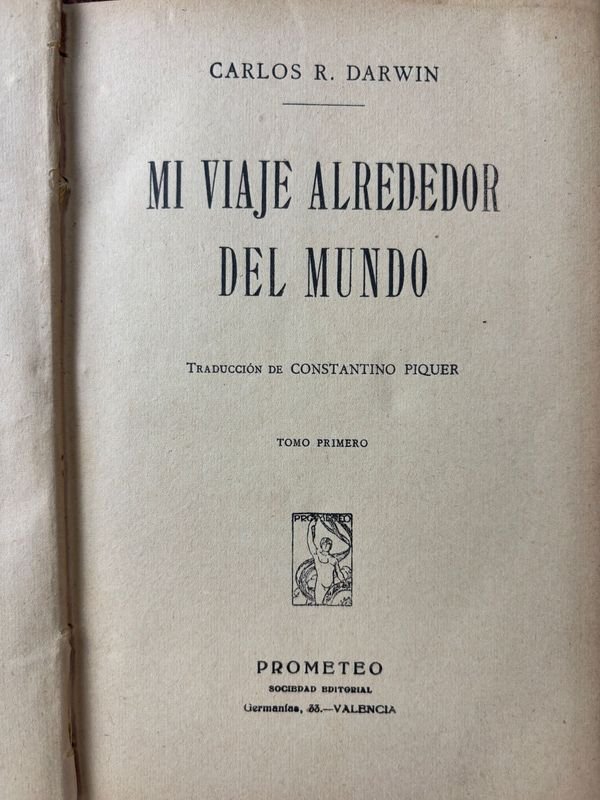 CARLOS R. DARWIN
MI VIAJE ALREDEDOR
DEL MUNDO
TRADUCCIÓN DE CONSTANTINO PIQUER
TOMO PRIMERO
PROMETEO
PROMETEO
SOCIEDAD EDITORIAL
Germanías, 33.—VALENCIA